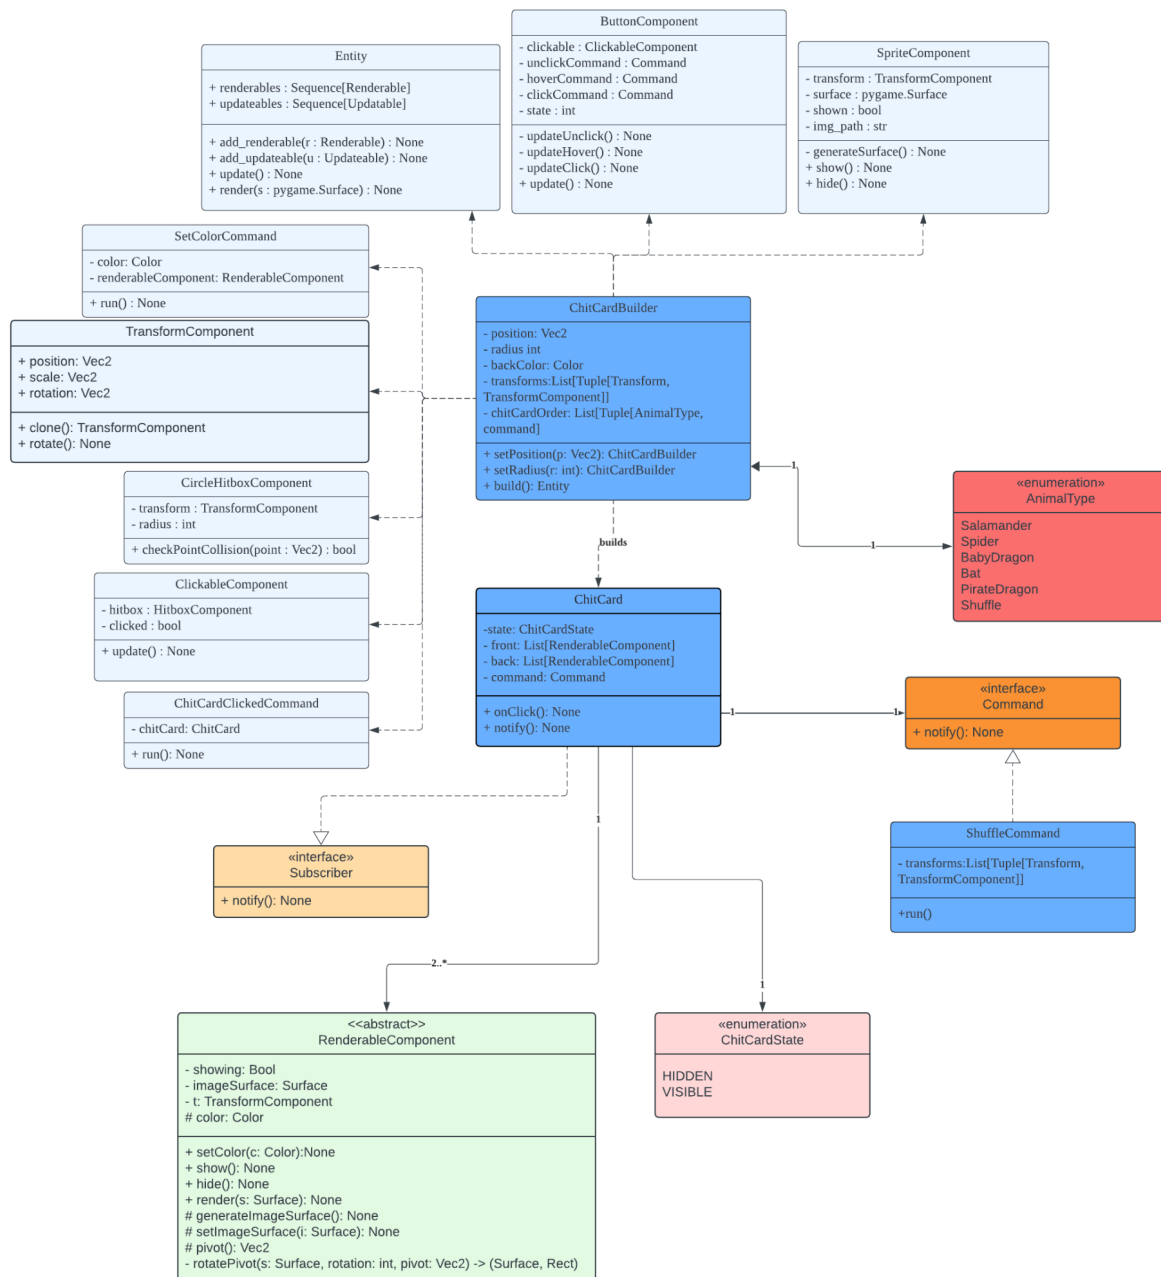 Entity
+ renderables : Sequence[Renderable]
+ updateables : Sequence[Updatable]
+ add_renderable(r : Renderable) : None
+ add_updateable(u : Updateable) : None
+ update() : None
+ render(s : pygame.Surface) : None
ButtonComponent
- clickable : ClickableComponent
- unclickCommand : Command
- hoverCommand : Command
- clickCommand : Command
- state : int
- updateUnclick() : None
- updateHover() : None
- updateClick() : None
+ update() : None
SpriteComponent
- transform : TransformComponent
- surface : pygame.Surface
- shown : bool
- img_path : str
- generateSurface() : None
+ show() : None
+ hide() : None
SetColorCommand
- color: Color
- renderableComponent: RenderableComponent
+ run() : None
TransformComponent
+ position: Vec2
+ scale: Vec2
+ rotation: Vec2
+ clone(): TransformComponent
+ rotate(): None
ChitCardBuilder
- position: Vec2
- radius int
- backColor: Color
- transforms:List[Tuple[Transform,
TransformComponent]]
- chitCardOrder: List[Tuple[AnimalType,
command]
+ setPosition(p: Vec2): ChitCardBuilder
+ setRadius(r: int): ChitCardBuilder
+ build(): Entity
1
1
«enumeration»
AnimalType
Salamander
Spider
BabyDragon
Bat
PirateDragon
Shuffle
CircleHitboxComponent
- transform : TransformComponent
- radius : int
+ checkPointCollision(point : Vec2) : bool
builds
ClickableComponent
- hitbox : HitboxComponent
- clicked : bool
+ update() : None
ChitCard
-state: ChitCardState
- front: List[RenderableComponent]
- back: List[RenderableComponent]
- command: Command
+ onClick(): None
+ notify(): None
ChitCardClickedCommand
- chitCard: ChitCard
+ run(): None
1
1
«interface»
Command
+ notify(): None
ShuffleCommand
- transforms:List[Tuple[Transform,
TransformComponent]]
+run()
«interface»
Subscriber
+ notify(): None
1
2..*
1
<<abstract>>
RenderableComponent
- showing: Bool
- imageSurface: Surface
- t: TransformComponent
# color: Color
+ setColor(c: Color):None
+ show(): None
+ hide(): None
+ render(s: Surface): None
# generateImageSurface(): None
# setImageSurface(i: Surface): None
# pivot(): Vec2
- rotatePivot(s: Surface, rotation: int, pivot: Vec2) -> (Surface, Rect)
«enumeration»
ChitCardState
HIDDEN
VISIBLE